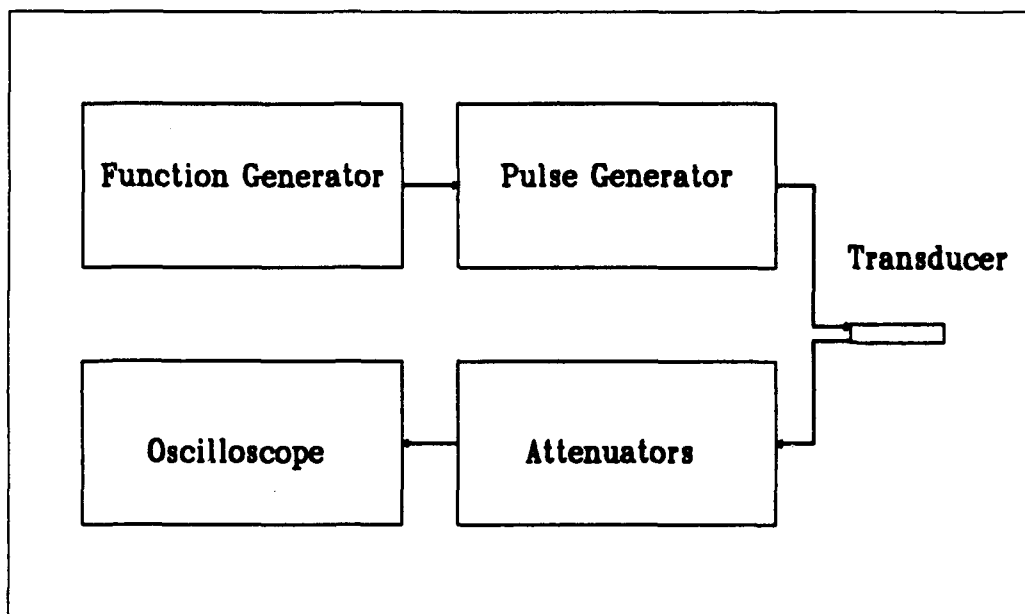 Function Generator
Pulse Generator
Transducer
Oscilloscope
Attenuators